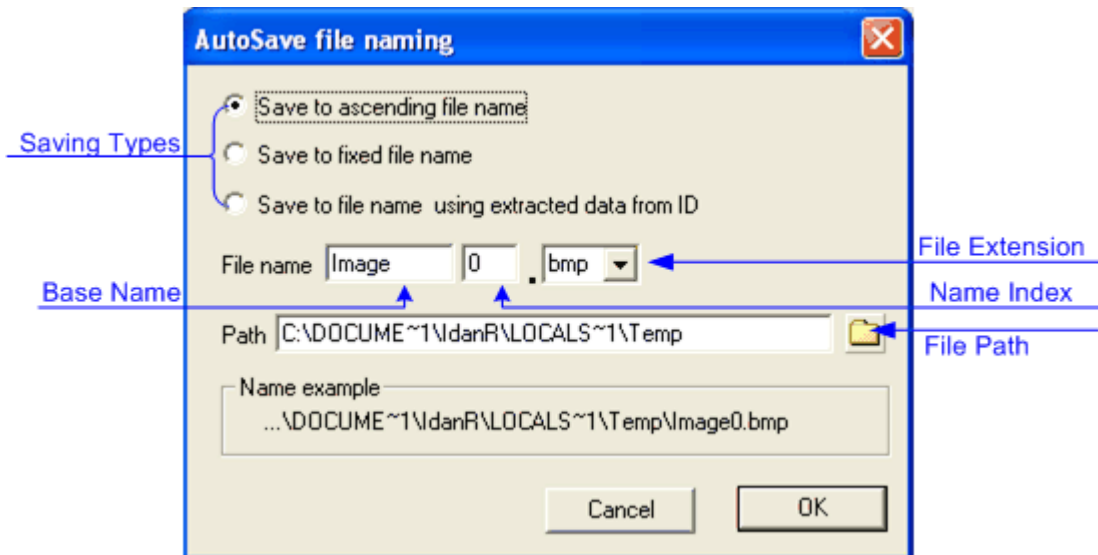 AutoSave file naming
Save to ascending file name
Saving Types
Save to fixed file name
Save to file name using extracted data from ID
File name Image 0 . bmp
File Extension
Base Name
Name Index
Path C:\DOCUME~1\IdanR\LOCALS~1\Temp
File Path
Name example
...\DOCUME~1\IdanR\LOCALS~1\Temp\Image0.bmp
Cancel OK